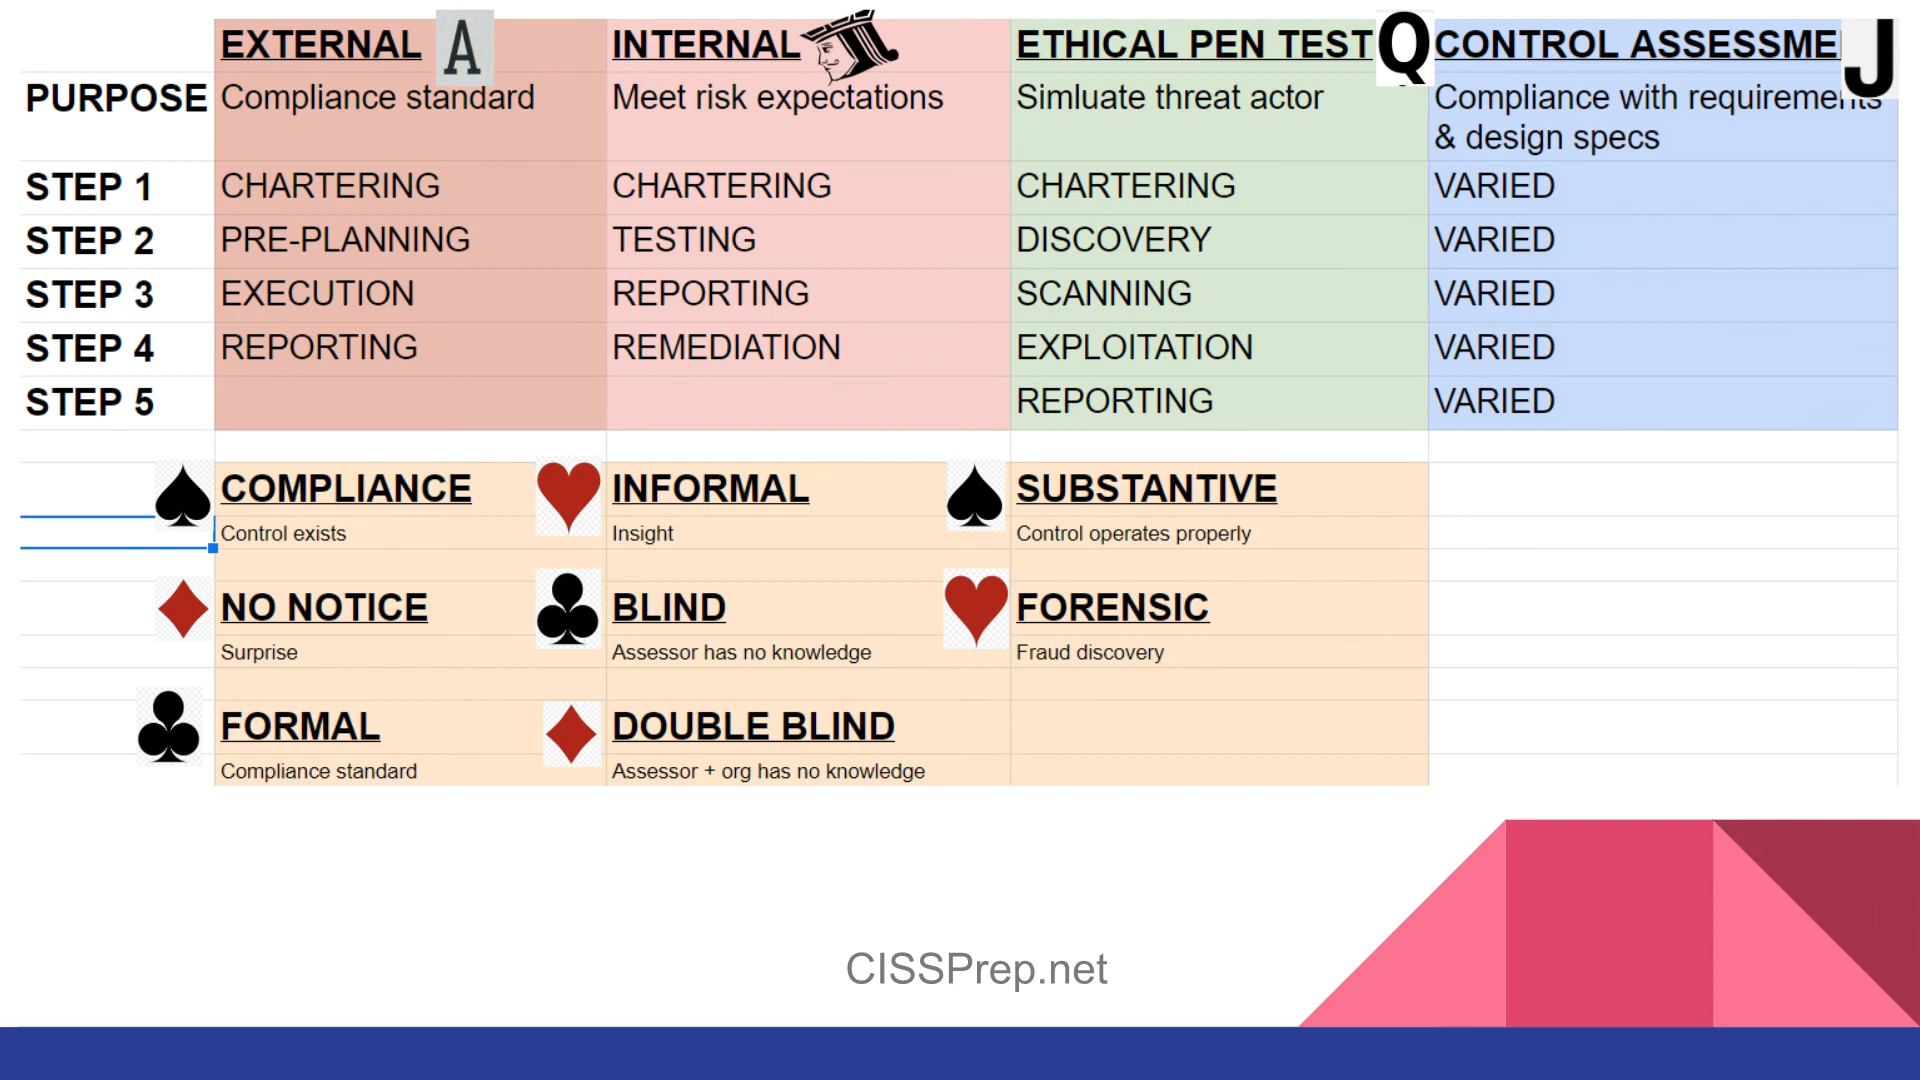 EXTERNAL A INTERNAL ETHICAL PEN TEST Q CONTROL ASSESSME J
PURPOSE Compliance standard Meet risk expectations Simluate threat actor Compliance with requirements
& design specs
STEP 1 CHARTERING CHARTERING CHARTERING VARIED
STEP 2 PRE-PLANNING TESTING DISCOVERY VARIED
STEP 3 EXECUTION REPORTING SCANNING VARIED
STEP 4 REPORTING REMEDIATION EXPLOITATION VARIED
STEP 5 REPORTING VARIED
COMPLIANCE INFORMAL SUBSTANTIVE
Control exists Insight Control operates properly
NO NOTICE BLIND FORENSIC
Surprise Assessor has no knowledge Fraud discovery
FORMAL DOUBLE BLIND
Compliance standard Assessor + org has no knowledge
CISSPrep.net